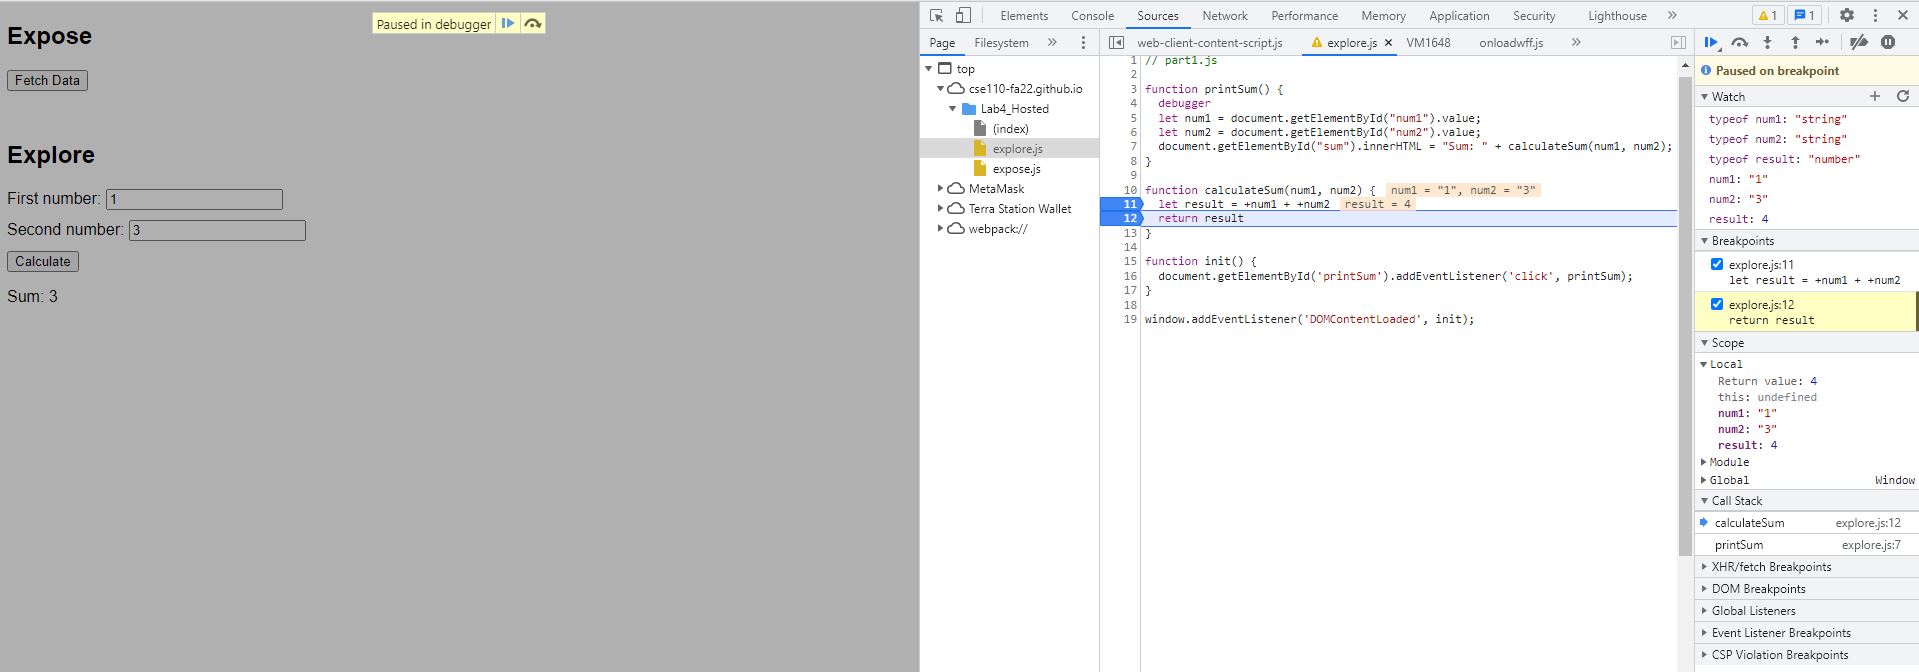 Paused in debugger
Expose
Fetch Data
Explore
First number: 1
Second number: 3
Calculate
Sum: 3
Elements Console Sources Network Performance Memory Application Security Lighthouse » 1 1
Page Filesystem »
web-client-content-script.js explore.js × VM1648 onloadwff.js »
top
cse110-fa22.github.io
Lab4_Hosted
(index)
explore.js
expose.js
MetaMask
Terra Station Wallet
webpack://
1 // part1.js
2
3 function printSum() {
4 debugger
5 let num1 = document.getElementById("num1").value;
6 let num2 = document.getElementById("num2").value;
7 document.getElementById("sum").innerHTML = "Sum: " + calculateSum(num1, num2);
8 }
9
10 function calculateSum(num1, num2) { num1 = "1", num2 = "3"
11 let result = +num1 + +num2 result = 4
12 return result
13 }
14
15 function init() {
16 document.getElementById('printSum').addEventListener('click', printSum);
17 }
18
19 window.addEventListener('DOMContentLoaded', init);
Paused on breakpoint
Watch
typeof num1: "string"
typeof num2: "string"
typeof result: "number"
num1: "1"
num2: "3"
result: 4
Breakpoints
explore.js:11
let result = +num1 + +num2
explore.js:12
return result
Scope
Local
Return value: 4
this: undefined
num1: "1"
num2: "3"
result: 4
Module
Global Window
Call Stack
calculateSum explore.js:12
printSum explore.js:7
XHR/fetch Breakpoints
DOM Breakpoints
Global Listeners
Event Listener Breakpoints
CSP Violation Breakpoints